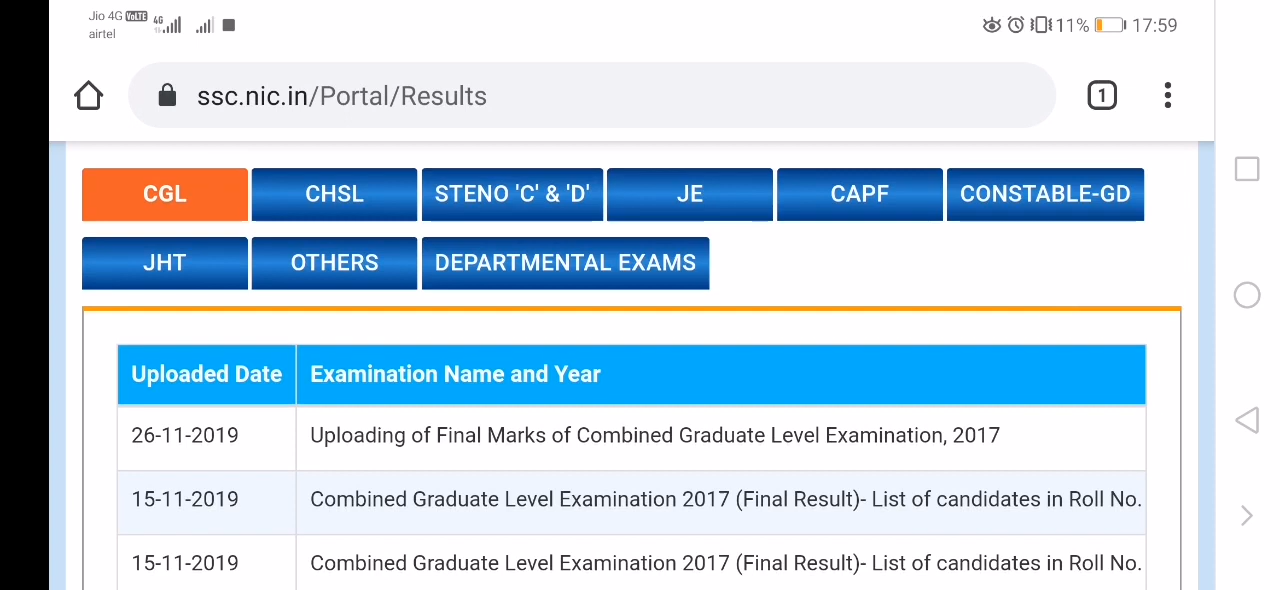 Jio 4G VoLTE 4G 11% 17:59
airtel
ssc.nic.in/Portal/Results 1
CGL CHSL STENO 'C' & 'D' JE CAPF CONSTABLE-GD
JHT OTHERS DEPARTMENTAL EXAMS
Uploaded Date Examination Name and Year
26-11-2019 Uploading of Final Marks of Combined Graduate Level Examination, 2017
15-11-2019 Combined Graduate Level Examination 2017 (Final Result)- List of candidates in Roll No.
15-11-2019 Combined Graduate Level Examination 2017 (Final Result)- List of candidates in Roll No.